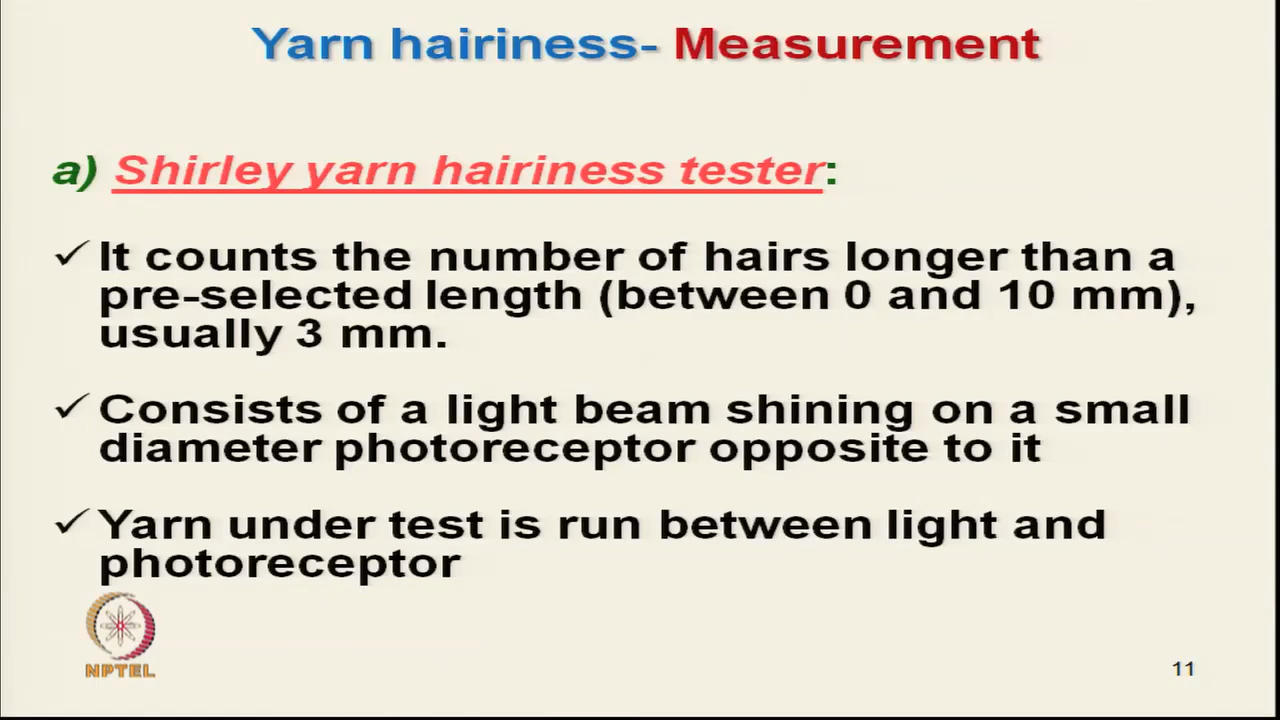 Yarn hairiness- Measurement
a) Shirley yarn hairiness tester:
✓ It counts the number of hairs longer than a
pre-selected length (between 0 and 10 mm),
usually 3 mm.
✓ Consists of a light beam shining on a small
diameter photoreceptor opposite to it
✓ Yarn under test is run between light and
photoreceptor
NPTEL
11